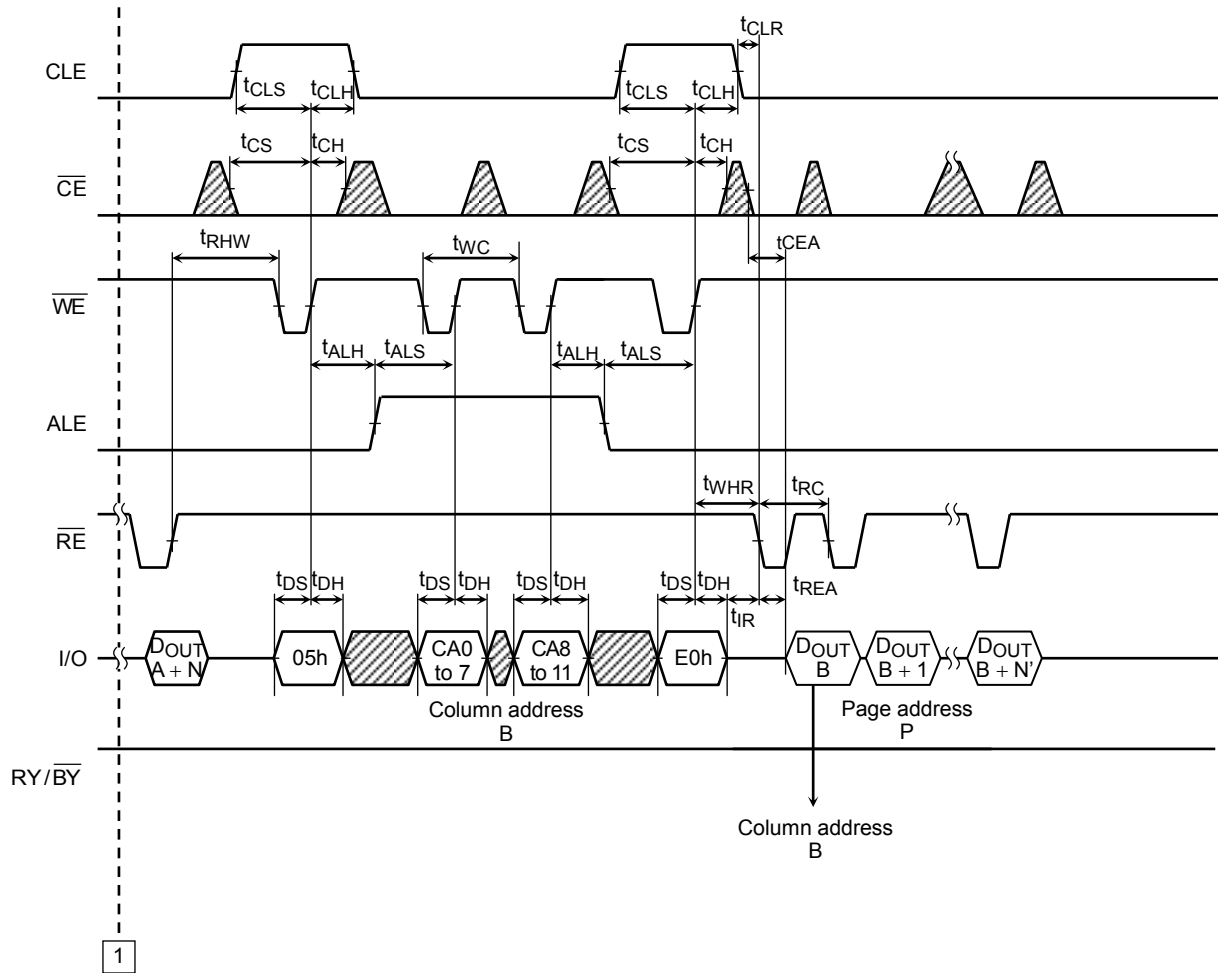 tCLR
CLE
tCLS tCLH tCLS tCLH
tCS tCH tCS tCH
CE
tRHW tWC tCEA
WE
tALH tALS tALH tALS
ALE
tWHR tRC
RE
tDS tDH tDS tDH tDS tDH tDS tDH tREA
tIR
I/O
DOUT
A + N
05h
CA0
to 7
CA8
to 11
E0h
DOUT
B
DOUT
B + 1
DOUT
B + N’
Column address
B
Page address
P
RY/BY
Column address
B
1